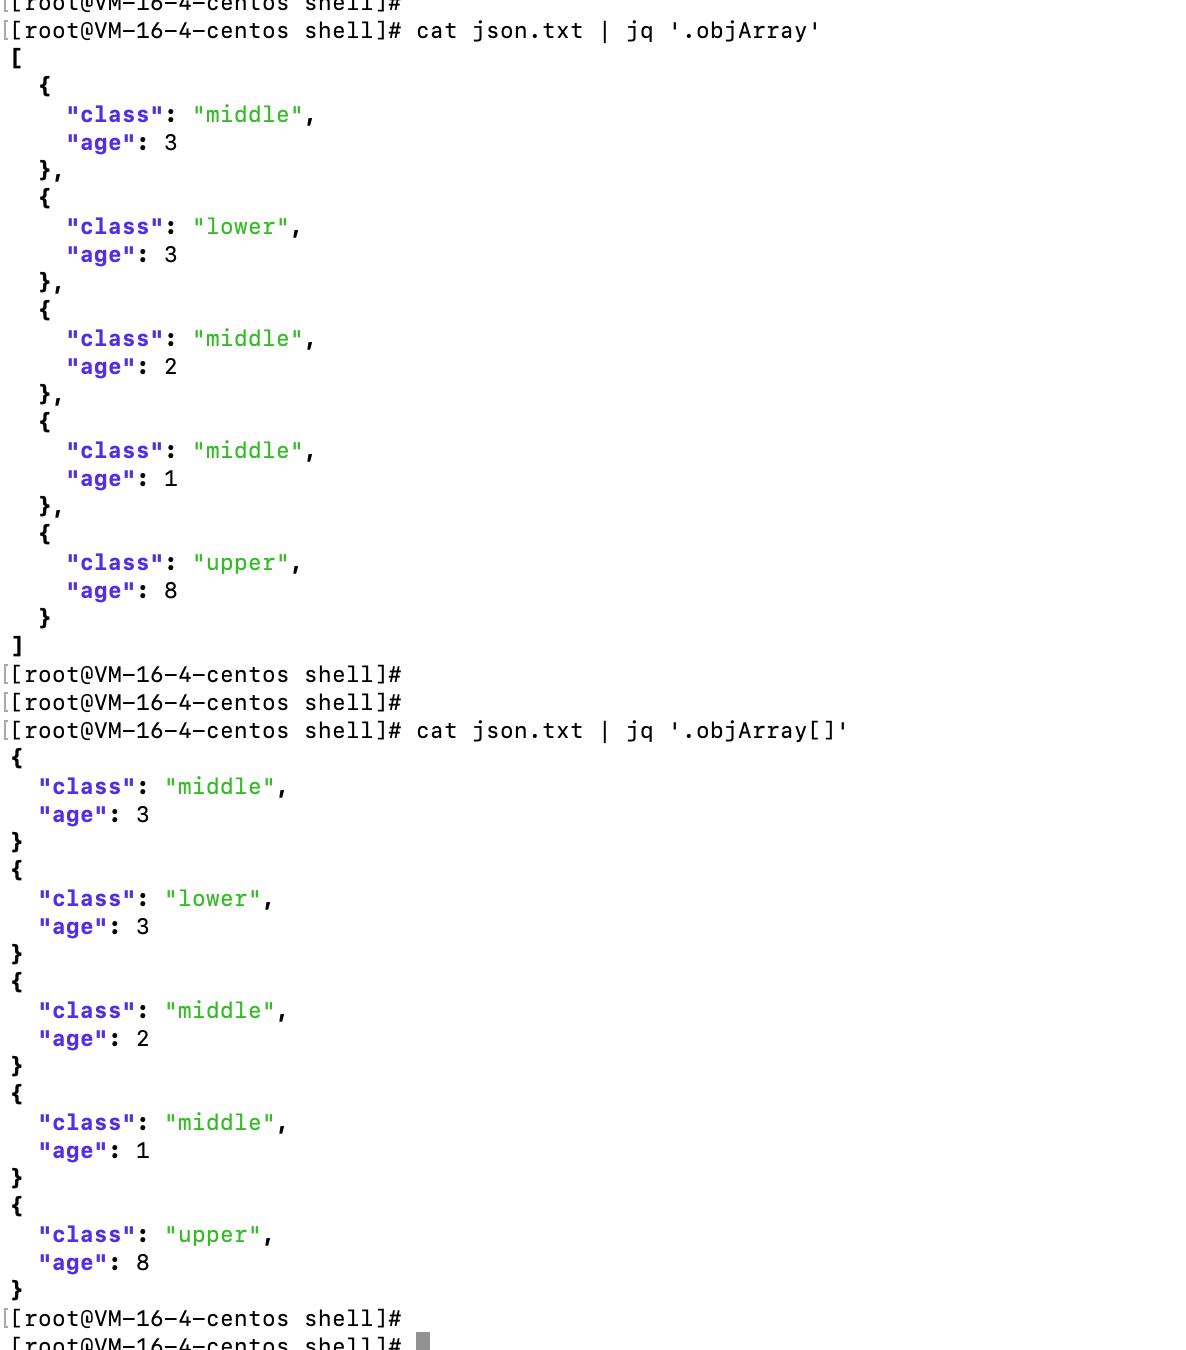 [[root@VM-16-4-centos shell]#
[[root@VM-16-4-centos shell]# cat json.txt | jq '.objArray'
[
  {
    "class": "middle",
    "age": 3
  },
  {
    "class": "lower",
    "age": 3
  },
  {
    "class": "middle",
    "age": 2
  },
  {
    "class": "middle",
    "age": 1
  },
  {
    "class": "upper",
    "age": 8
  }
]
[[root@VM-16-4-centos shell]#
[[root@VM-16-4-centos shell]#
[[root@VM-16-4-centos shell]# cat json.txt | jq '.objArray[]'
{
  "class": "middle",
  "age": 3
}
{
  "class": "lower",
  "age": 3
}
{
  "class": "middle",
  "age": 2
}
{
  "class": "middle",
  "age": 1
}
{
  "class": "upper",
  "age": 8
}
[[root@VM-16-4-centos shell]#
[root@VM-16-4-centos shell]#